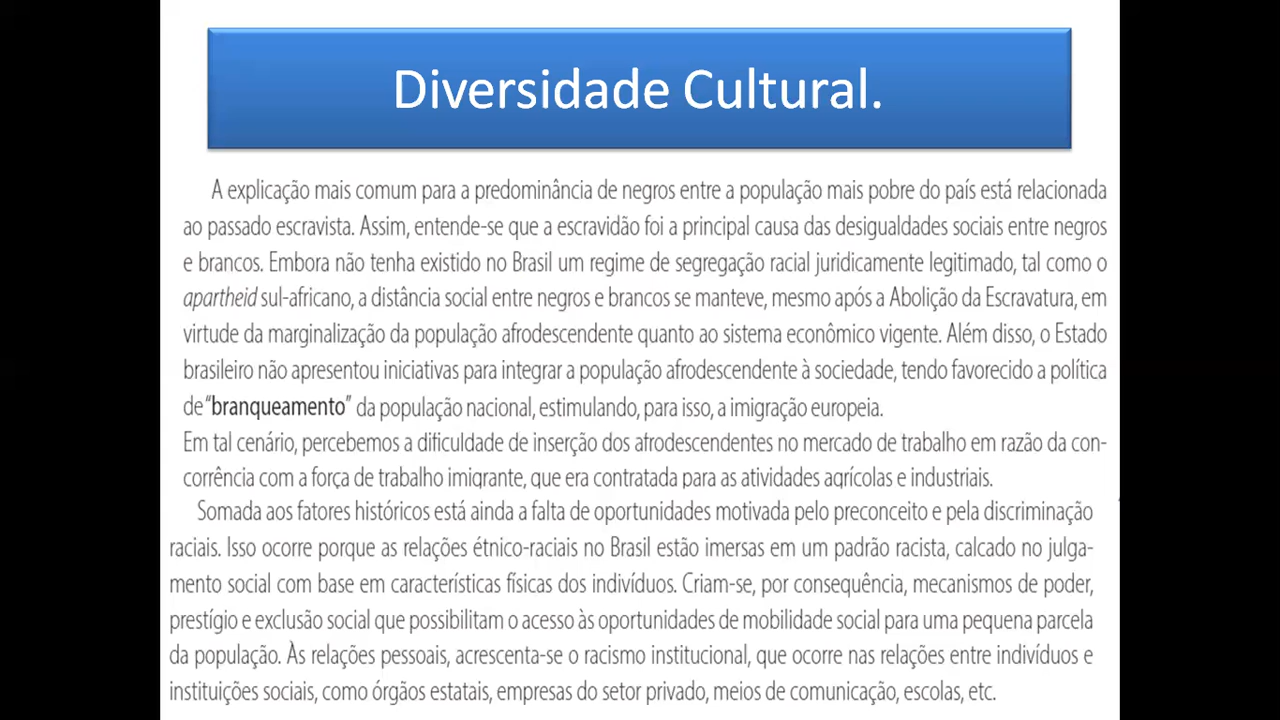 Diversidade Cultural.
A explicação mais comum para a predominância de negros entre a população mais pobre do país está relacionada
ao passado escravista. Assim, entende-se que a escravidão foi a principal causa das desigualdades sociais entre negros
e brancos. Embora não tenha existido no Brasil um regime de segregação racial juridicamente legitimado, tal como o
apartheid sul-africano, a distância social entre negros e brancos se manteve, mesmo após a Abolição da Escravatura, em
virtude da marginalização da população afrodescendente quanto ao sistema econômico vigente. Além disso, o Estado
brasileiro não apresentou iniciativas para integrar a população afrodescendente à sociedade, tendo favorecido a política
de “branqueamento” da população nacional, estimulando, para isso, a imigração europeia.
Em tal cenário, percebemos a dificuldade de inserção dos afrodescendentes no mercado de trabalho em razão da con-
corrência com a força de trabalho imigrante, que era contratada para as atividades agrícolas e industriais.
Somada aos fatores históricos está ainda a falta de oportunidades motivada pelo preconceito e pela discriminação
raciais. Isso ocorre porque as relações étnico-raciais no Brasil estão imersas em um padrão racista, calcado no julga-
mento social com base em características físicas dos indivíduos. Criam-se, por consequência, mecanismos de poder,
prestígio e exclusão social que possibilitam o acesso às oportunidades de mobilidade social para uma pequena parcela
da população. Às relações pessoais, acrescenta-se o racismo institucional, que ocorre nas relações entre indivíduos e
instituições sociais, como órgãos estatais, empresas do setor privado, meios de comunicação, escolas, etc.